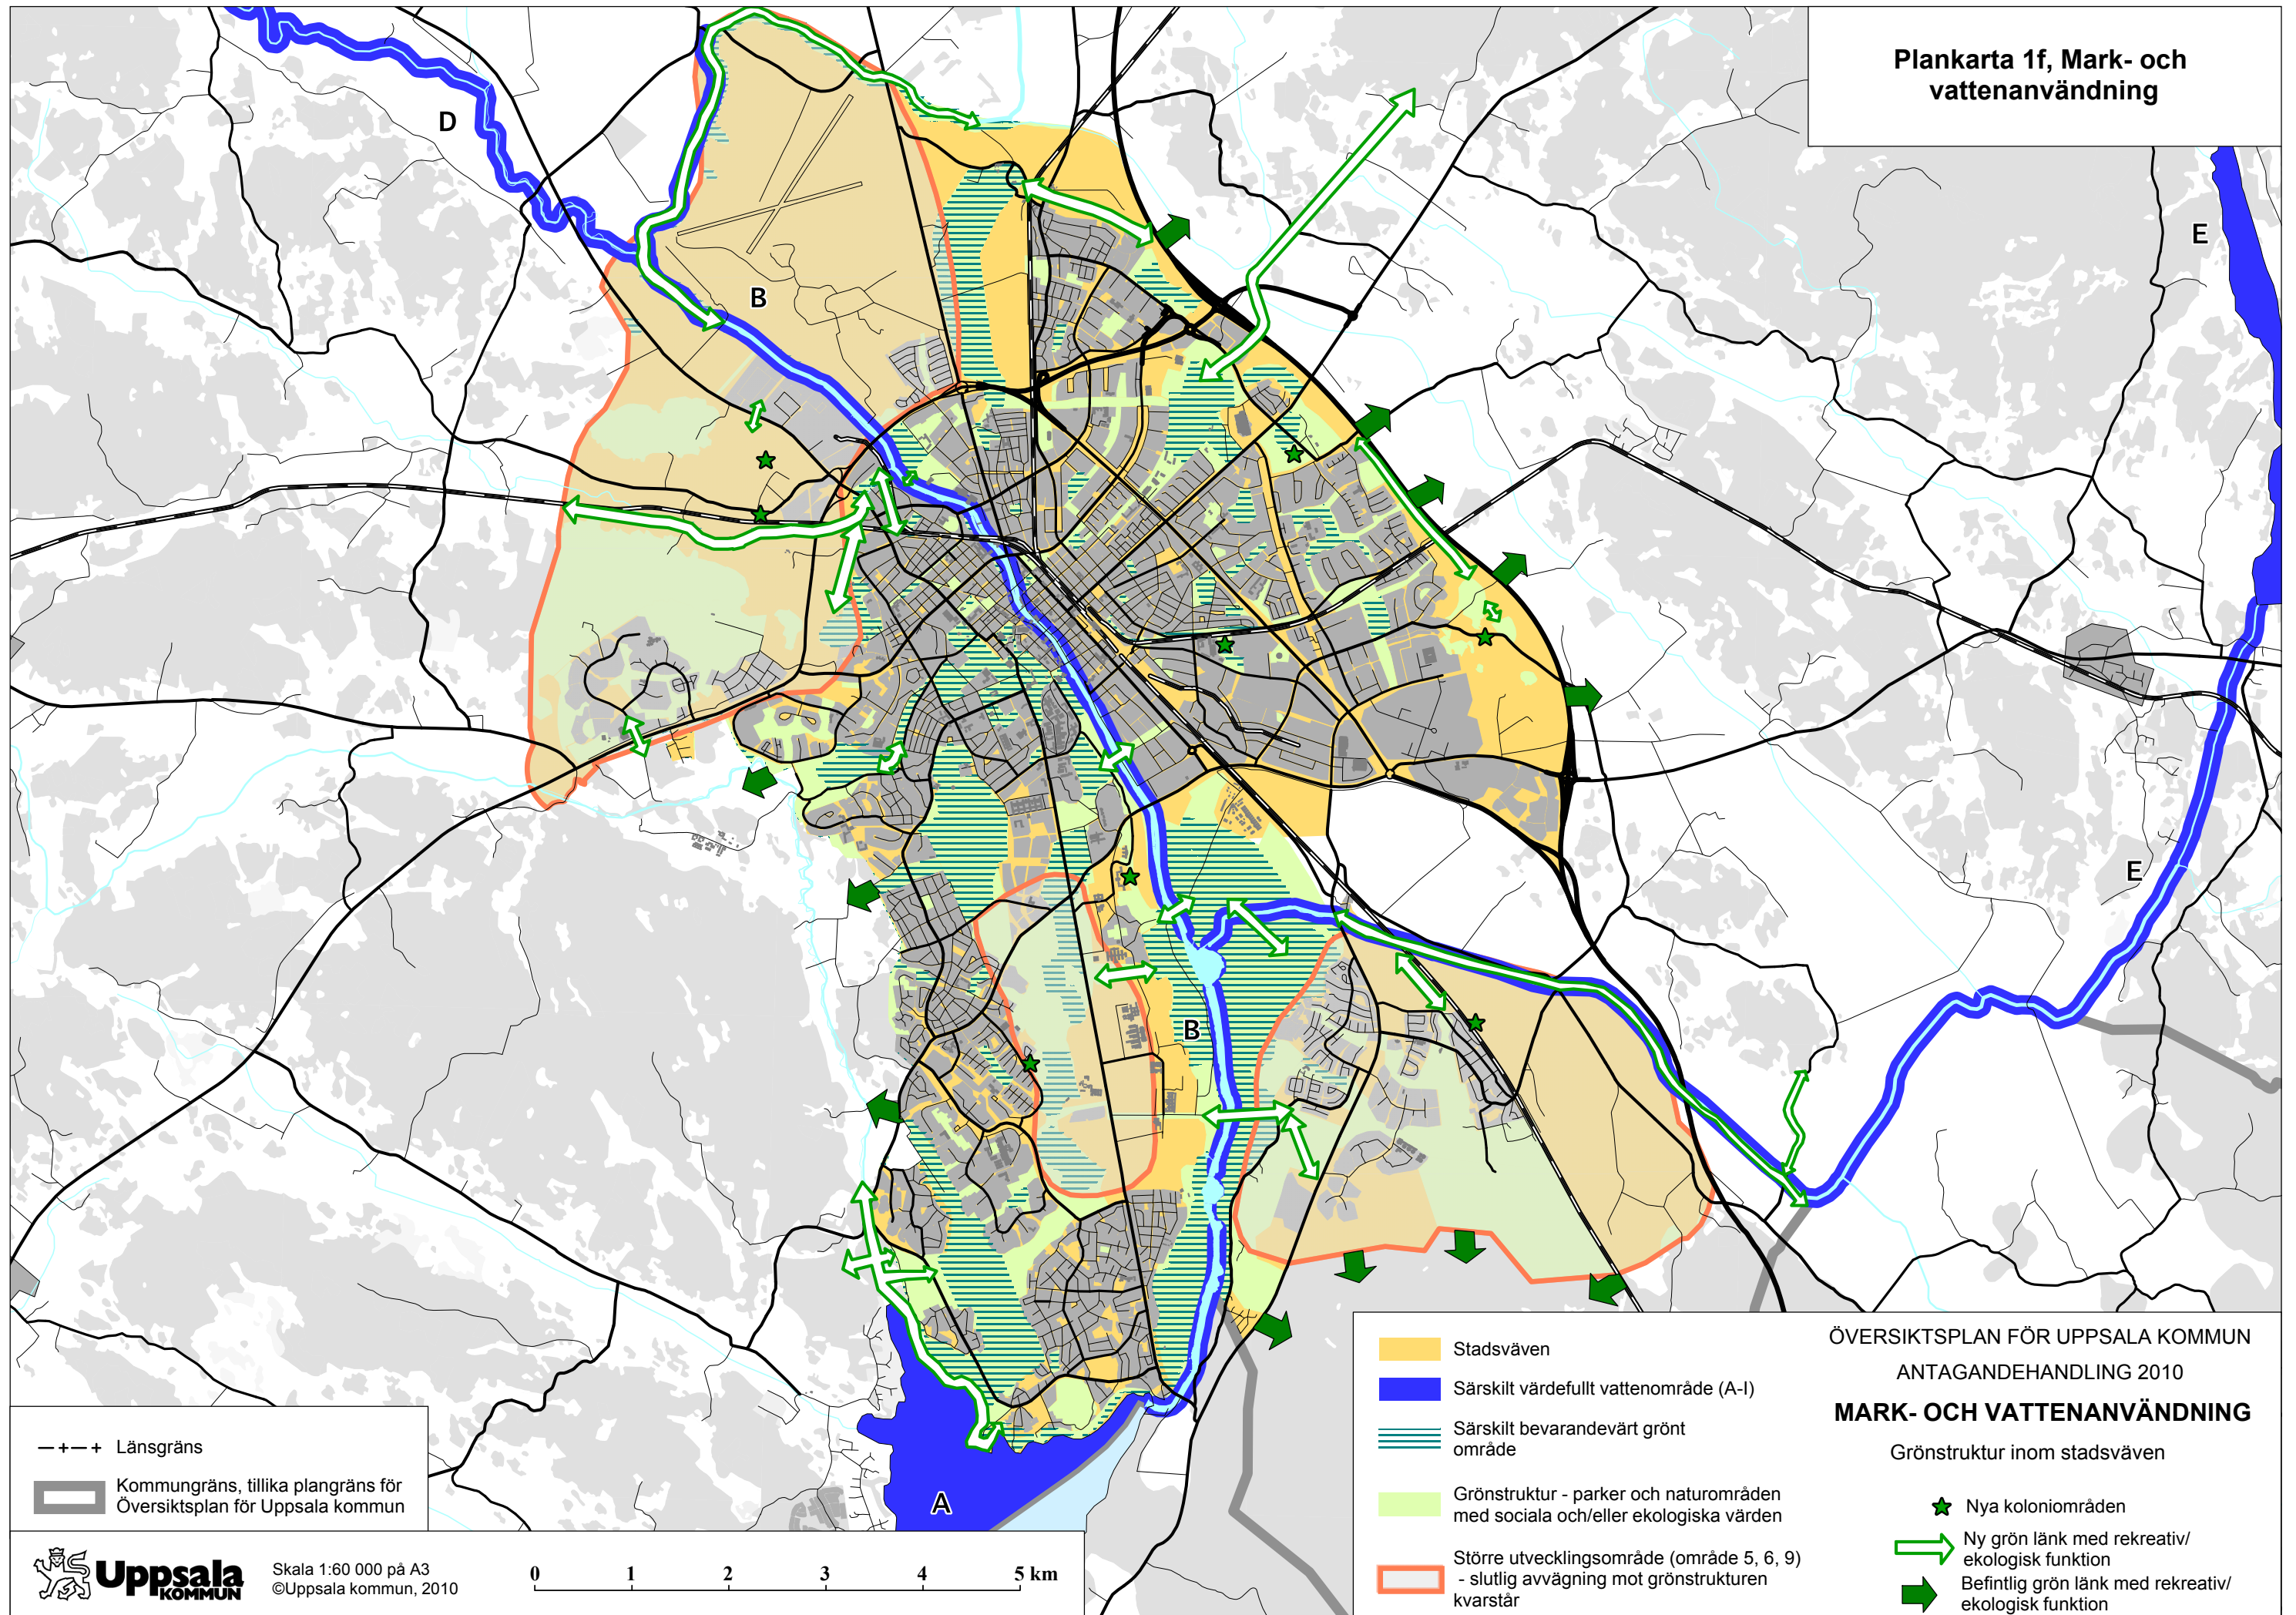 Plankarta 1f, Mark- och
vattenanvändning
D
B
E
E
B
A
Stadsväven
Särskilt värdefullt vattenområde (A-I)
Särskilt bevarandevärt grönt
område
Grönstruktur - parker och naturområden
med sociala och/eller ekologiska värden
Större utvecklingsområde (område 5, 6, 9)
- slutlig avvägning mot grönstrukturen
kvarstår
ÖVERSIKTSPLAN FÖR UPPSALA KOMMUN
ANTAGANDEHANDLING 2010
MARK- OCH VATTENANVÄNDNING
Grönstruktur inom stadsväven
Nya koloniområden
Ny grön länk med rekreativ/
ekologisk funktion
Befintlig grön länk med rekreativ/
ekologisk funktion
Länsgräns
Kommungräns, tillika plangräns för
Översiktsplan för Uppsala kommun
Uppsala
KOMMUN
Skala 1:60 000 på A3
©Uppsala kommun, 2010
0 1 2 3 4 5 km